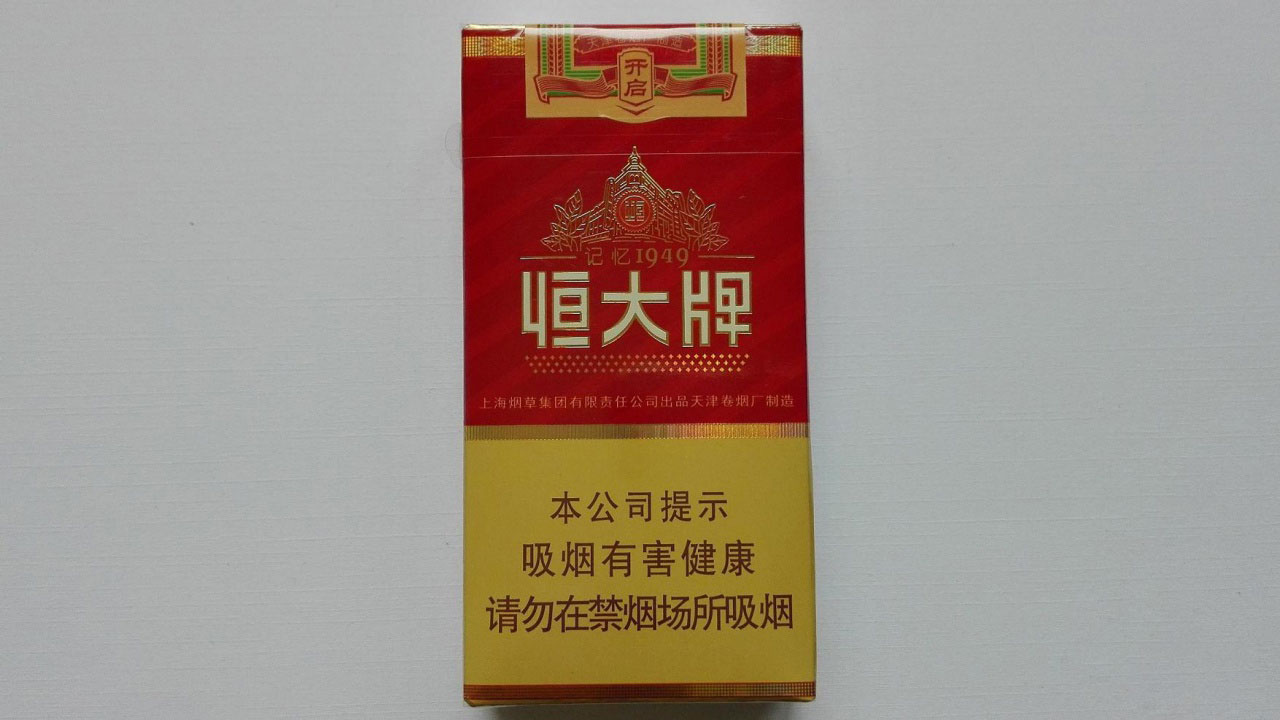 开启
恒
记忆1949
恒大牌
上海烟草集团有限责任公司出品天津卷烟厂制造
本公司提示
吸烟有害健康
请勿在禁烟场所吸烟